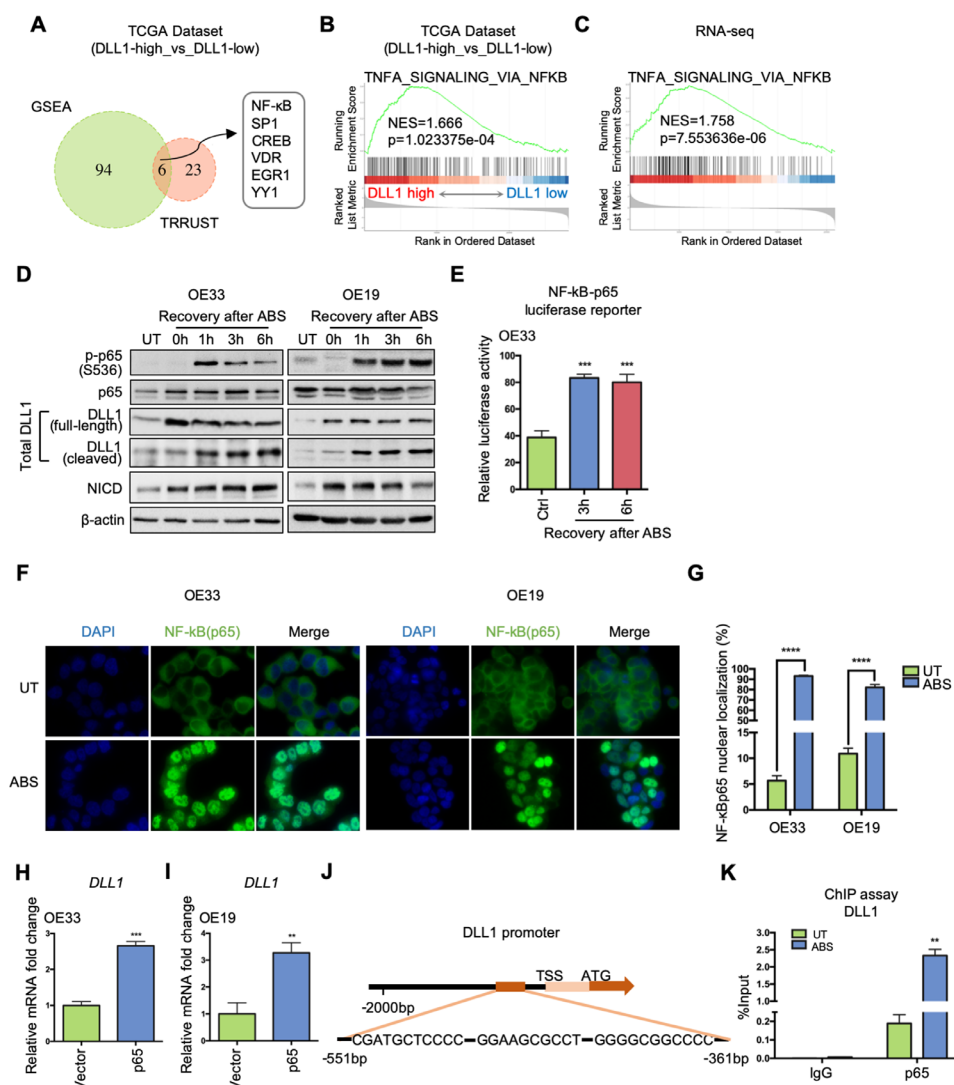 A
TCGA Dataset
(DLL1-high_vs_DLL1-low)
GSEA
94
6
23
TRRUST
NF-κB
SP1
CREB
VDR
EGR1
YY1
B
TCGA Dataset
(DLL1-high_vs_DLL1-low)
TNFA_SIGNALING_VIA_NFKB
Running
Enrichment Score
NES=1.666
p=1.023375e-04
DLL1 high
DLL1 low
Ranked
List Metric
Rank in Ordered Dataset
C
RNA-seq
TNFA_SIGNALING_VIA_NFKB
Running
Enrichment Score
NES=1.758
p=7.553636e-06
Ranked
List Metric
Rank in Ordered Dataset
D
OE33
Recovery after ABS
UT 0h 1h 3h 6h
OE19
Recovery after ABS
UT 0h 1h 3h 6h
p-p65
(S536)
p65
Total DLL1
DLL1
(full-length)
DLL1
(cleaved)
NICD
β-actin
E
NF-kB-p65
luciferase reporter
OE33
Relative luciferase activity
100
80
60
40
20
0
***
***
Ctrl
3h
6h
Recovery after ABS
F
OE33
OE19
DAPI
NF-kB(p65)
Merge
DAPI
NF-kB(p65)
Merge
UT
ABS
G
NF-kBp65 nuclear localization (%)
100
90
80
70
60
50
15
10
5
0
****
****
UT
ABS
OE33
OE19
H
DLL1
OE33
Relative mRNA fold change
4
3
2
1
0
***
Vector
p65
I
DLL1
OE19
Relative mRNA fold change
4
3
2
1
0
**
Vector
p65
J
DLL1 promoter
TSS
ATG
-2000bp
CGATGCTCCCC
GGAAGCGCCT
GGGGCGGCCCC
-551bp
-361bp
K
ChIP assay
DLL1
UT
ABS
%Input
3.0
2.5
2.0
1.5
1.0
0.2
0.1
0.0
**
IgG
p65